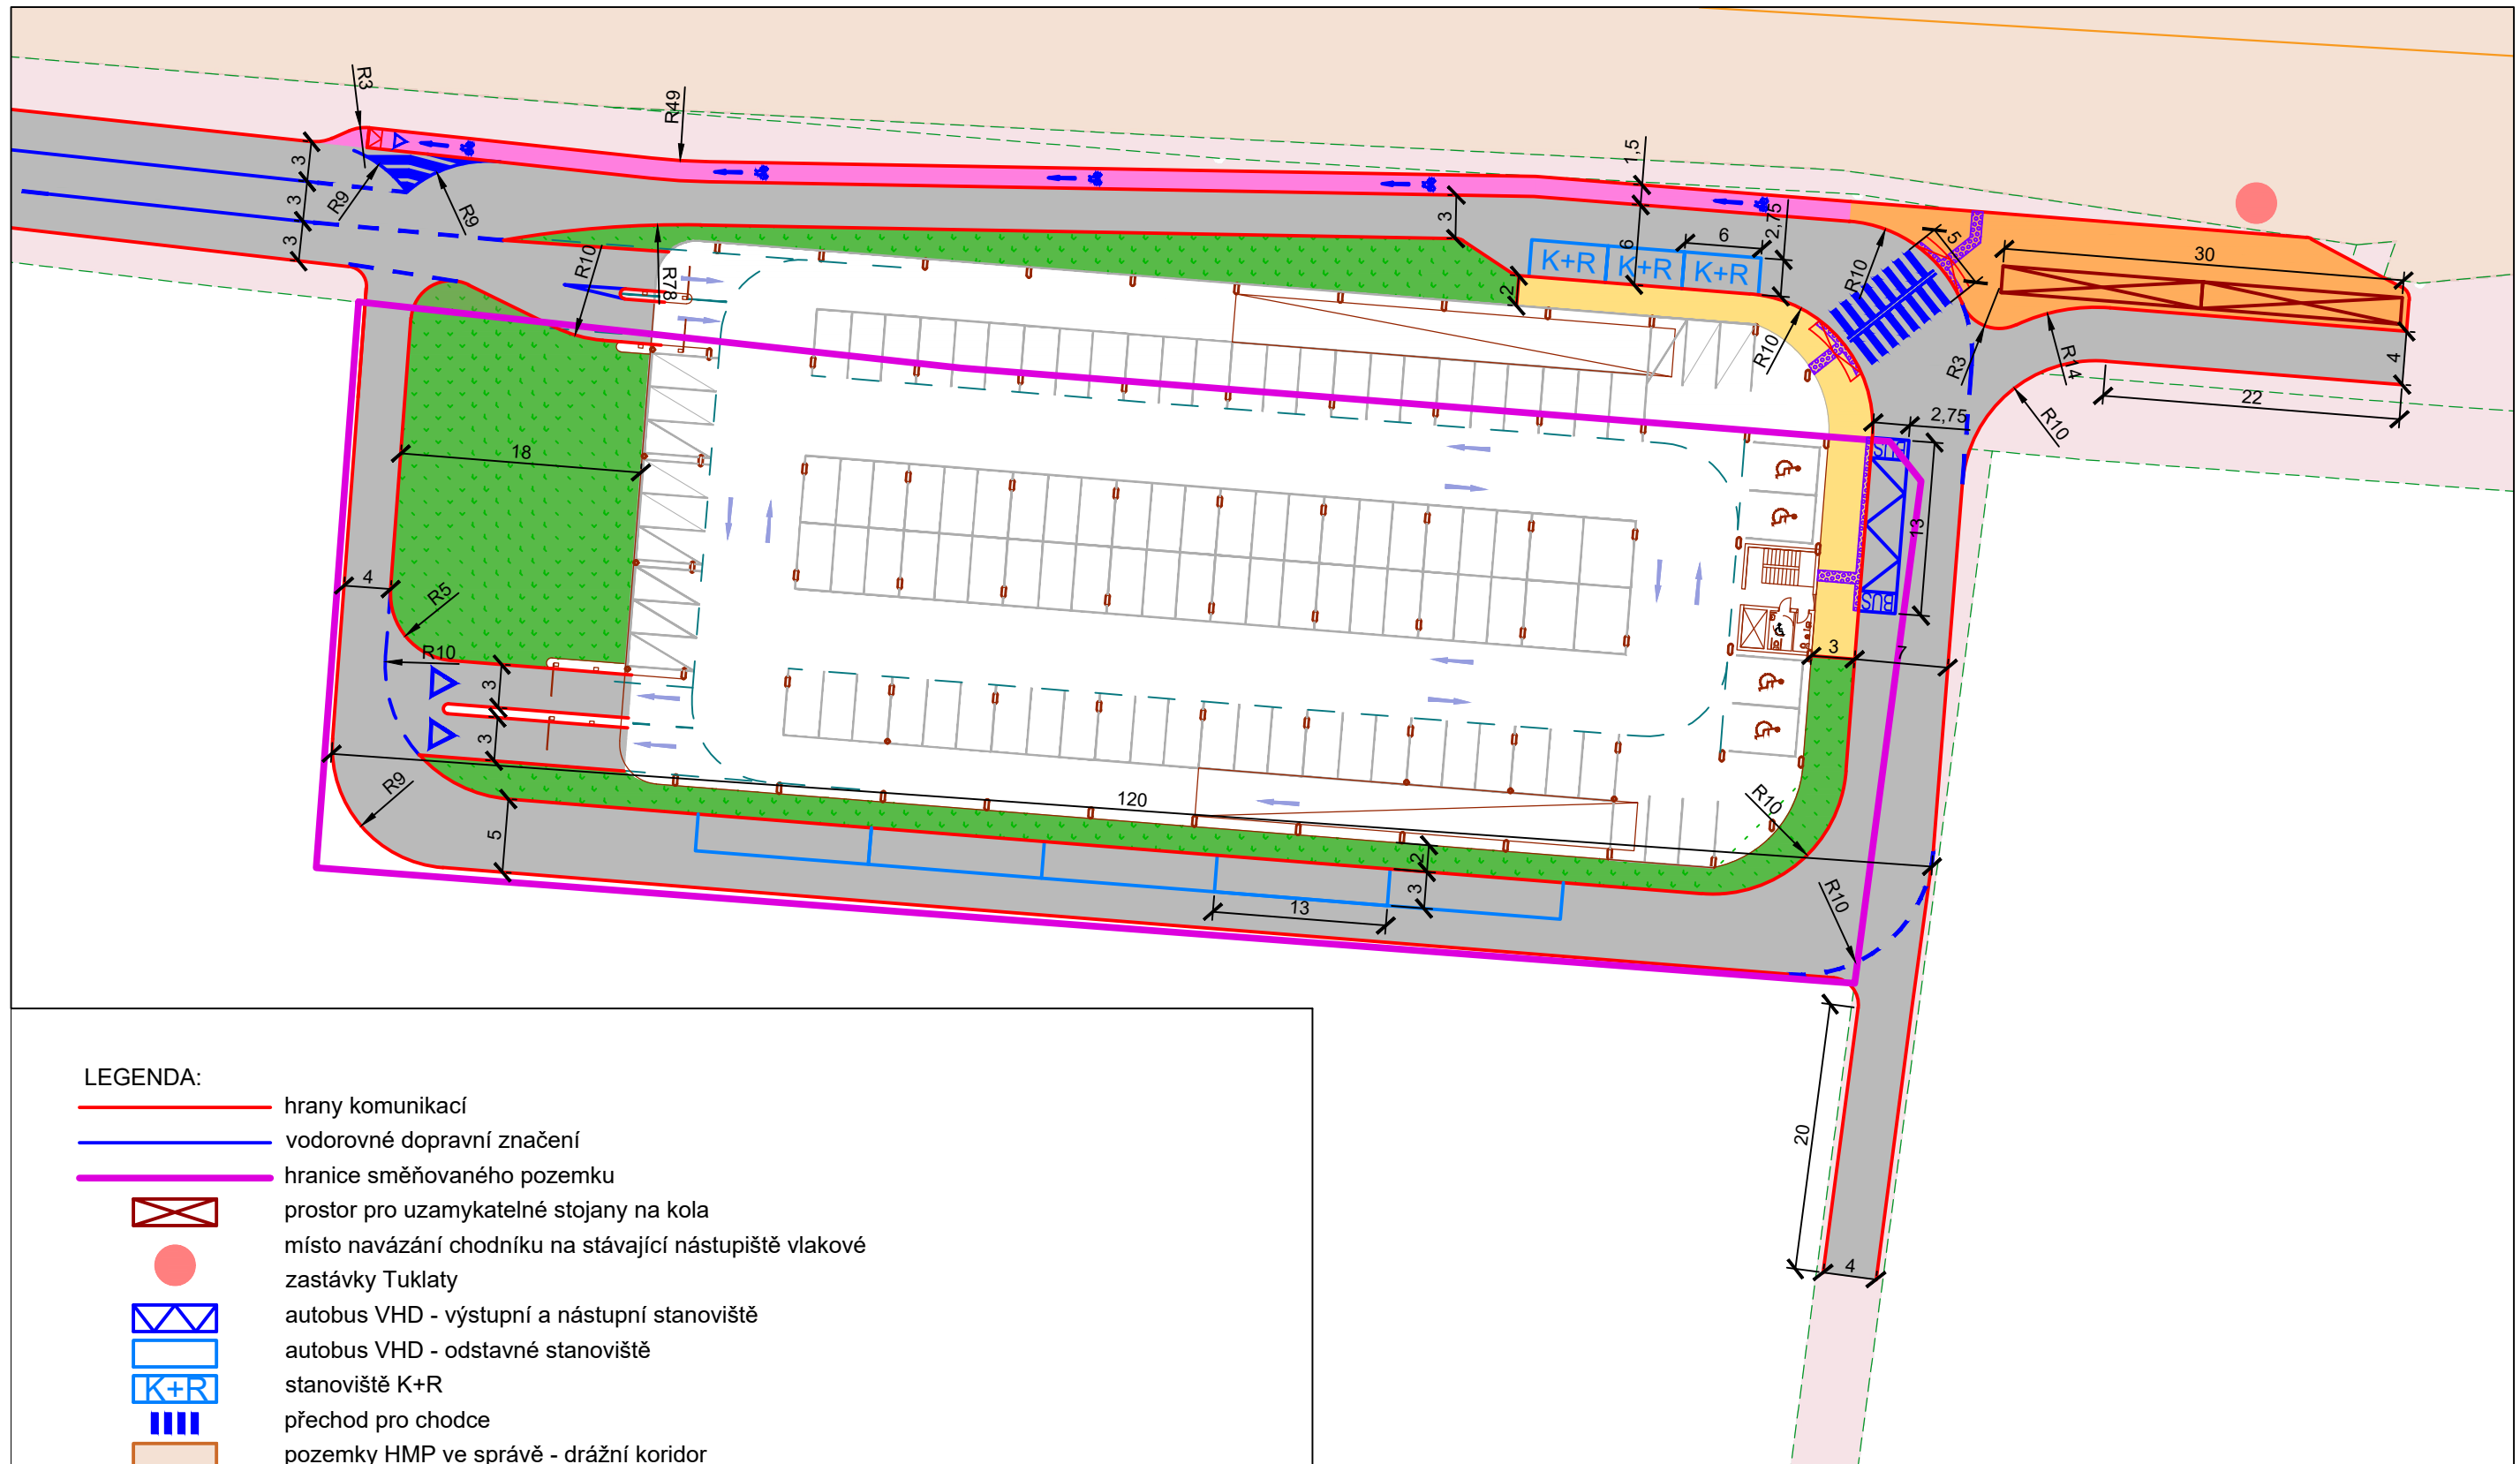 R3
R49
1,5
3
3
3
R9
R9
R10
R78
3
6
2,75
6
K+R
K+R
K+R
2
R10
R10
5
30
R3
R14
4
22
R10
2,75
BUS
13
BUS
18
4
R5
R10
3
3
3
7
R9
5
120
2
3
13
R10
R10
20
4
LEGENDA:
hrany komunikací
vodorovné dopravní značení
hranice směňovaného pozemku
prostor pro uzamykatelné stojany na kola
místo navázání chodníku na stávající nástupiště vlakové
zastávky Tuklaty
autobus VHD - výstupní a nástupní stanoviště
autobus VHD - odstavné stanoviště
K+R stanoviště K+R
přechod pro chodce
pozemky HMP ve správě - drážní koridor